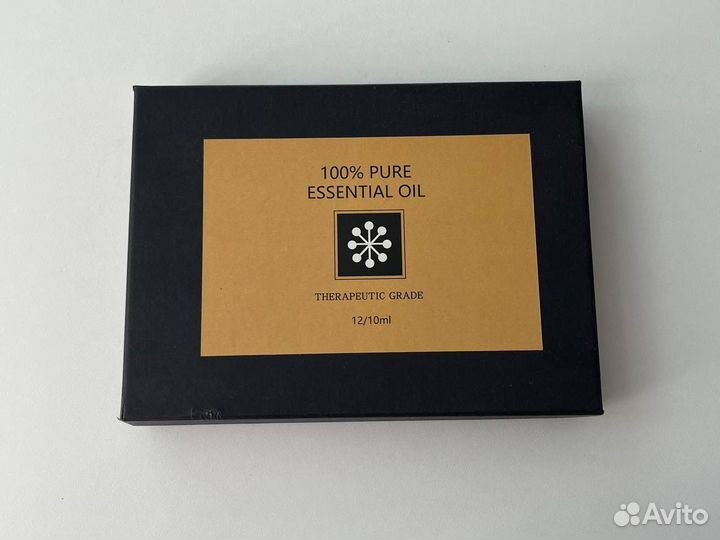 100% PURE
ESSENTIAL OIL
THERAPEUTIC GRADE
12/10ml
Avito